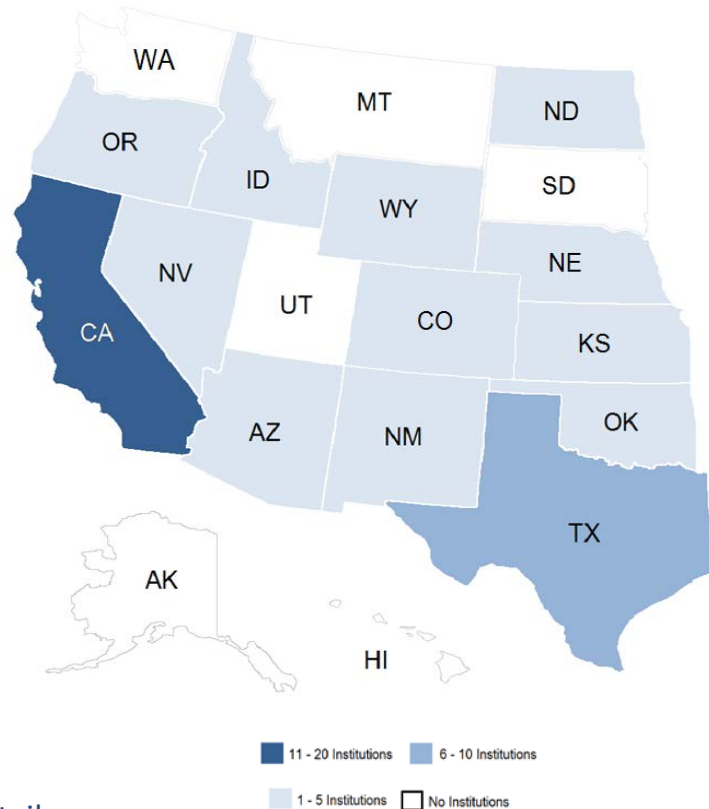 WA
MT
ND
OR
ID
SD
WY
NE
NV
UT
CO
CA
KS
AZ
NM
OK
TX
AK
HI
11 - 20 Institutions
6 - 10 Institutions
1 - 5 Institutions
No Institutions